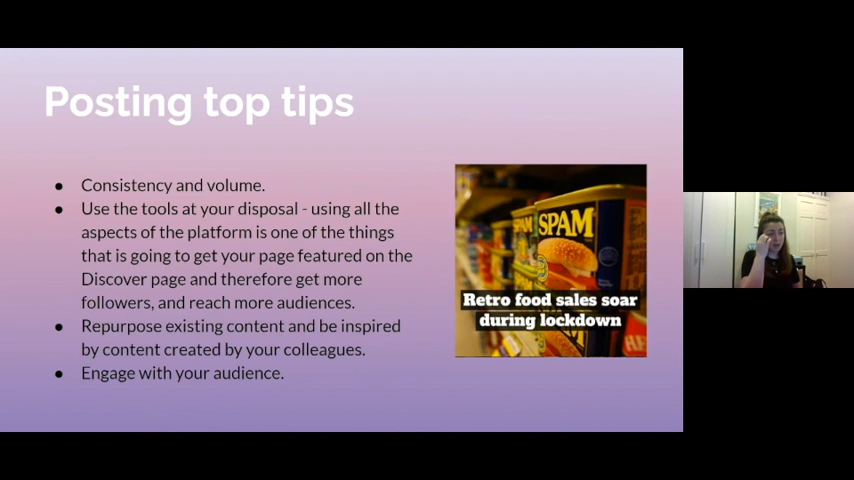 Posting top tips
● Consistency and volume.
● Use the tools at your disposal - using all the
aspects of the platform is one of the things
that is going to get your page featured on the
Discover page and therefore get more
followers, and reach more audiences.
● Repurpose existing content and be inspired
by content created by your colleagues.
● Engage with your audience.
SPAM
SPAM
Retro food sales soar
during lockdown